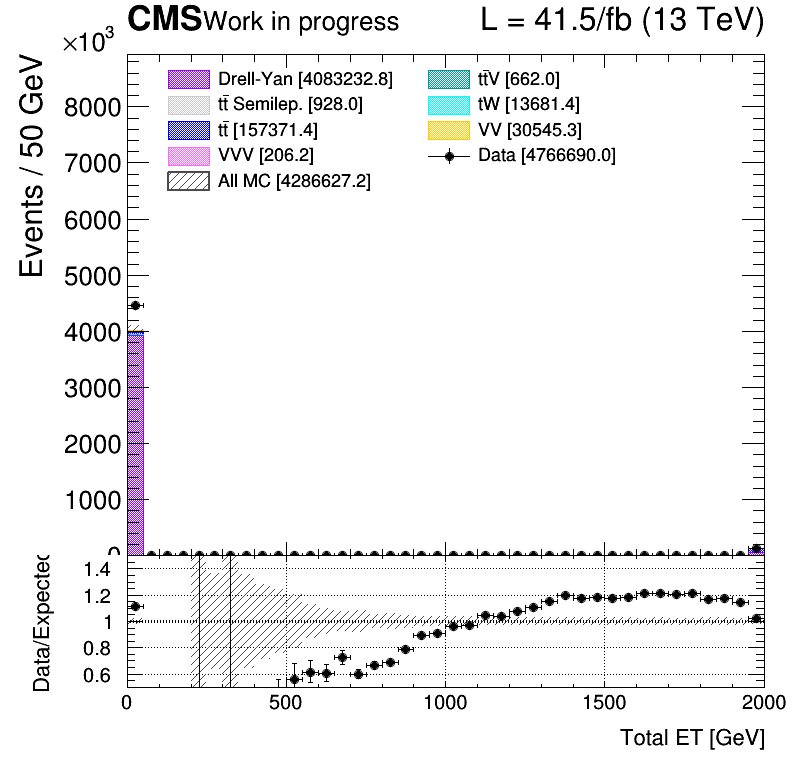 CMS Work in progress L = 41.5/fb (13 TeV)
×10³
Events / 50 GeV
Drell-Yan [4083232.8]
tt̄ Semilep. [928.0]
tt̄ [157371.4]
VVV [206.2]
All MC [4286627.2]
tt̄V [662.0]
tW [13681.4]
VV [30545.3]
Data [4766690.0]
8000
7000
6000
5000
4000
3000
2000
1000
0
Data/Expected
1.4
1.2
1
0.8
0.6
0 500 1000 1500 2000
Total ET [GeV]